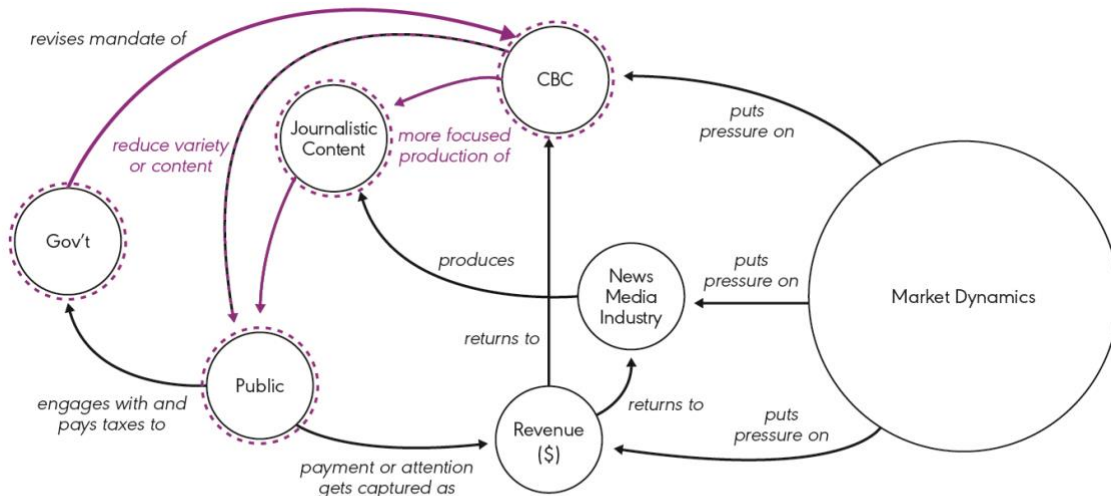 revises mandate of
CBC
puts
pressure on
Journalistic
Content
more focused
production of
reduce variety
or content
Gov't
produces
News
Media
Industry
puts
pressure on
Market Dynamics
returns to
Public
engages with and
pays taxes to
returns to
Revenue
($)
puts
pressure on
payment or attention
gets captured as